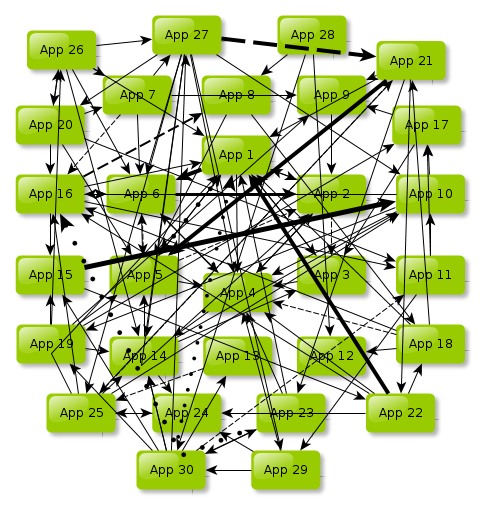 App 27
App 28
App 26
App 21
App 7
App 8
App 9
App 20
App 17
App 1
App 16
App 6
App 2
App 10
App 15
App 5
App 3
App 11
App 4
App 19
App 18
App 14
App 13
App 12
App 25
App 24
App 23
App 22
App 30
App 29